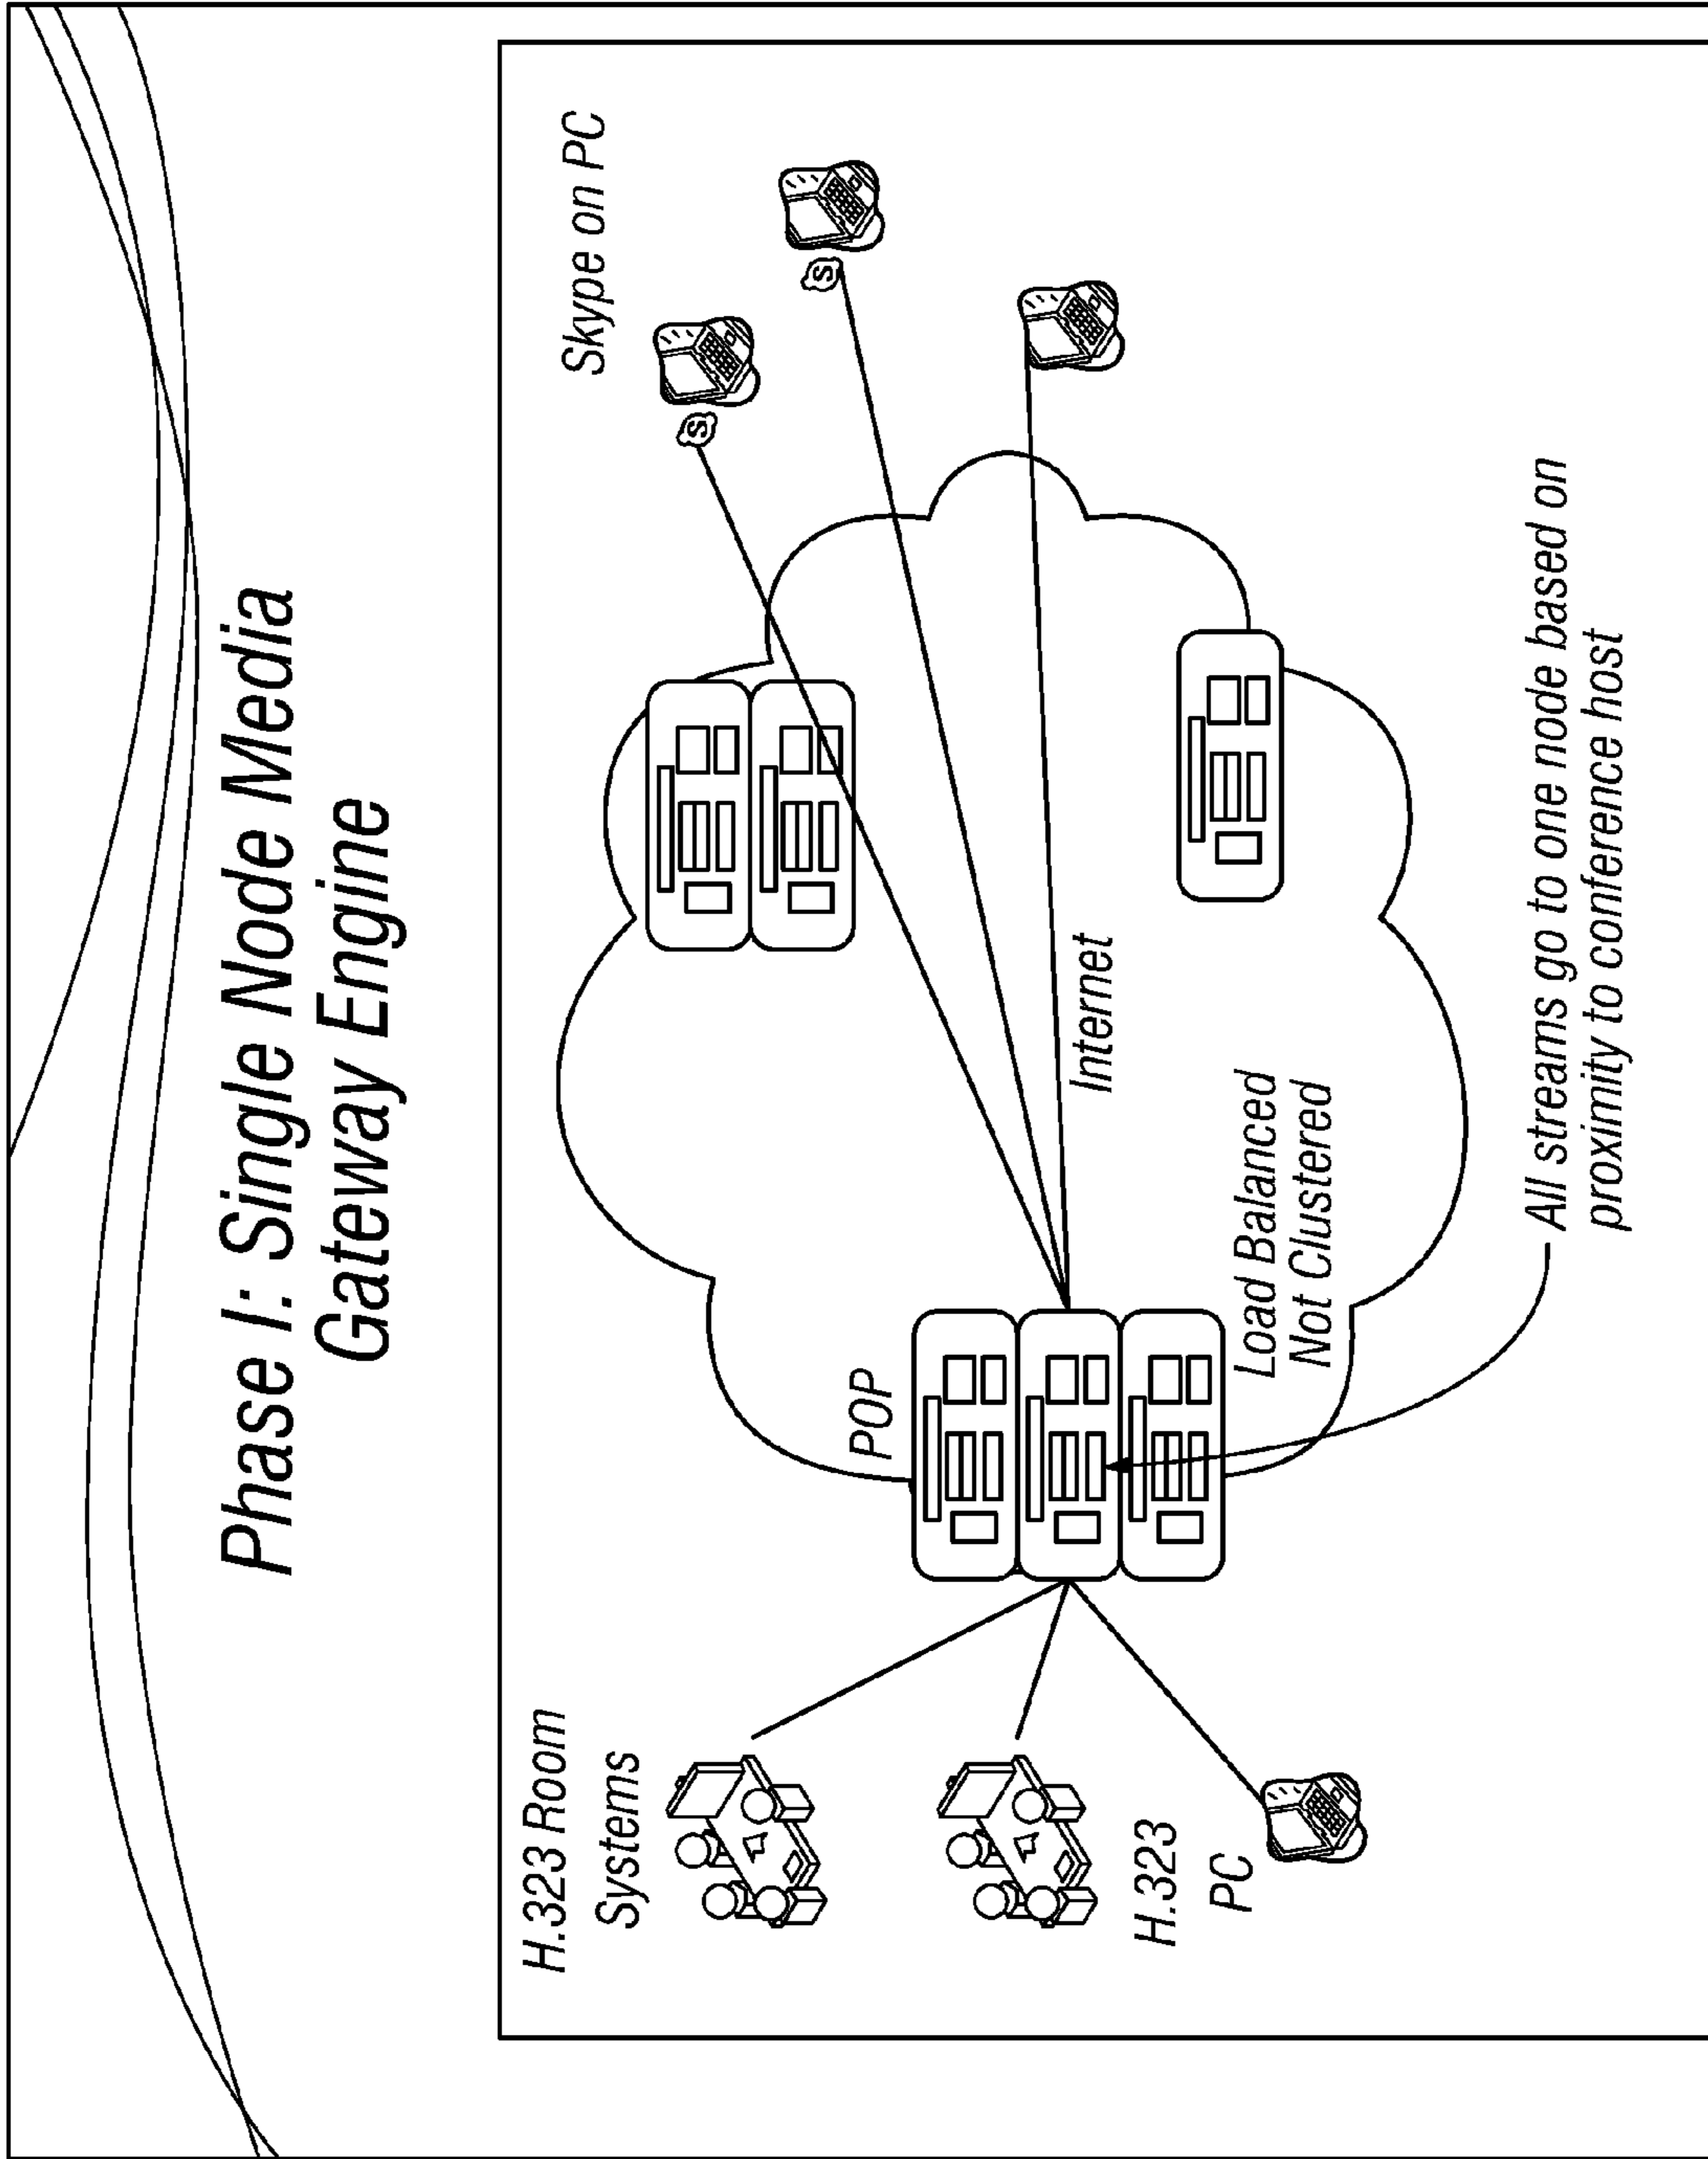 Phase I: Single Node Media
Gateway Engine
H.323 Room
Systems
Skype on PC
S
S
POP
Internet
H.323
PC
Load Balanced
Not Clustered
All streams go to one node based on
proximity to conference host